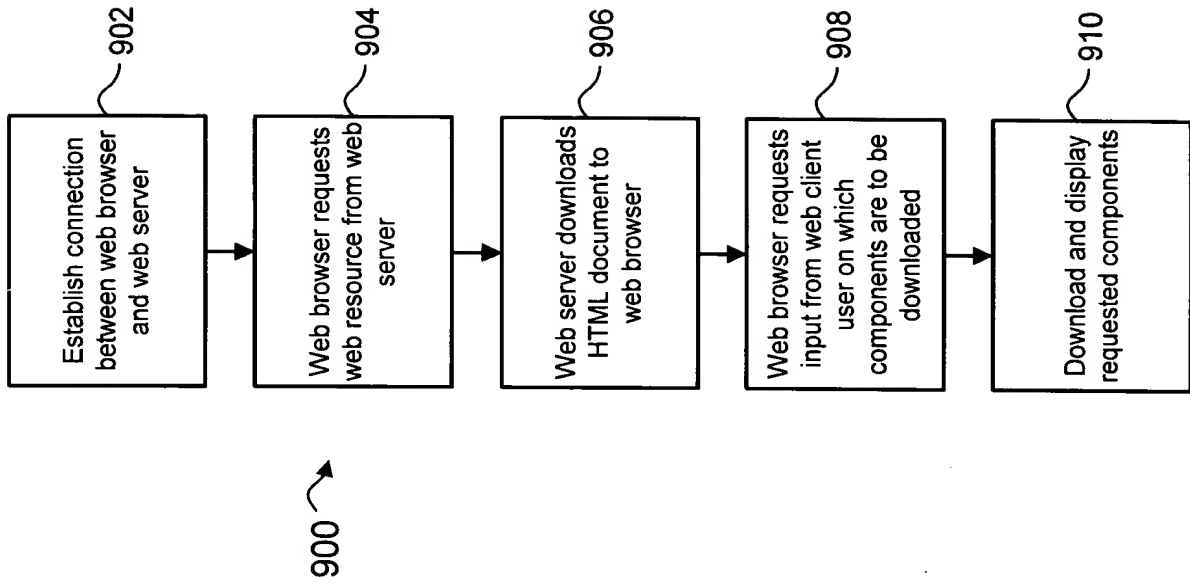 900
902
Establish connection
between web browser
and web server
904
Web browser requests
web resource from web
server
906
Web server downloads
HTML document to
web browser
908
Web browser requests
input from web client
user on which
components are to be
downloaded
910
Download and display
requested components